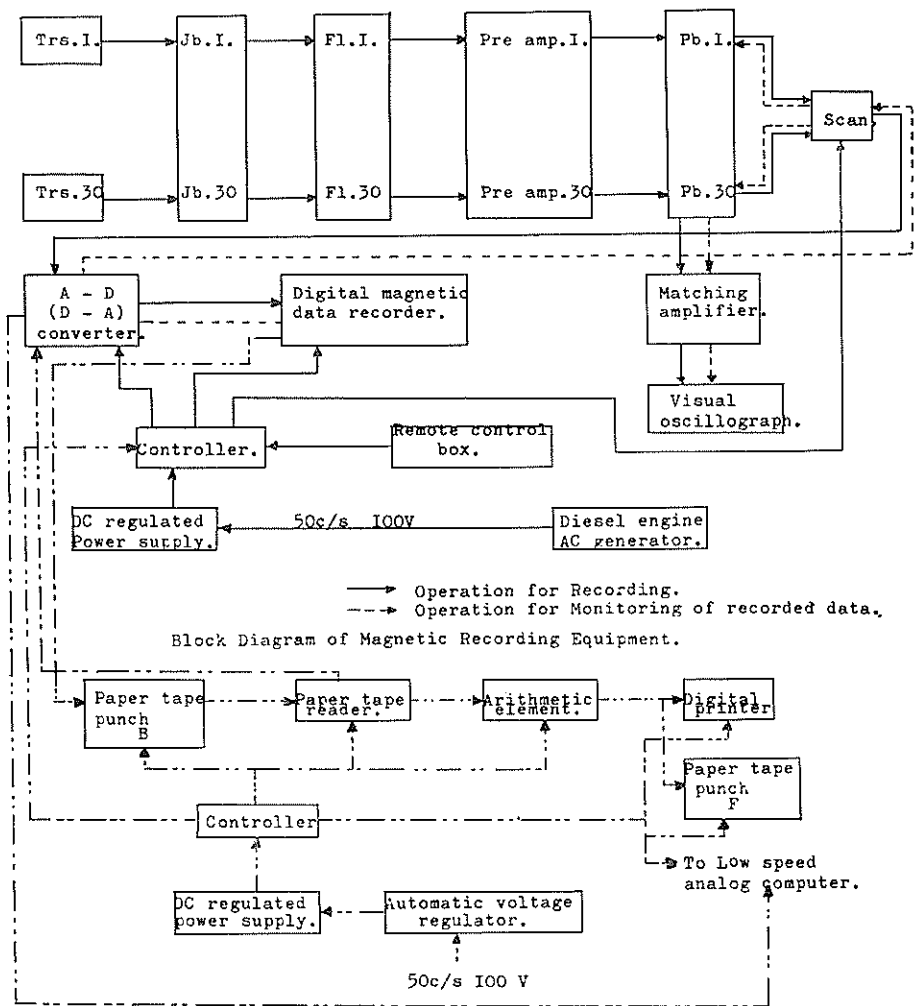 Trs.I.
Jb.I.
Fl.I.
Pre amp.I.
Pb.I.
Scan.
Trs.30
Jb.30
Fl.30
Pre amp.30
Pb.30
A - D
(D - A)
converter.
Digital magnetic
data recorder.
Matching
amplifier.
Visual
oscillograph.
Controller.
Remote control
box.
DC regulated
Power supply.
50c/s I00V
Diesel engine
AC generator.
Operation for Recording.
Operation for Monitoring of recorded data.
Block Diagram of Magnetic Recording Equipment.
Paper tape
punch
B
Paper tape
reader.
Arithmetic
element.
Digital
printer
Paper tape
punch
F
Controller
To Low speed
analog computer.
DC regulated
power supply.
Automatic voltage
regulator.
50c/s I00 V